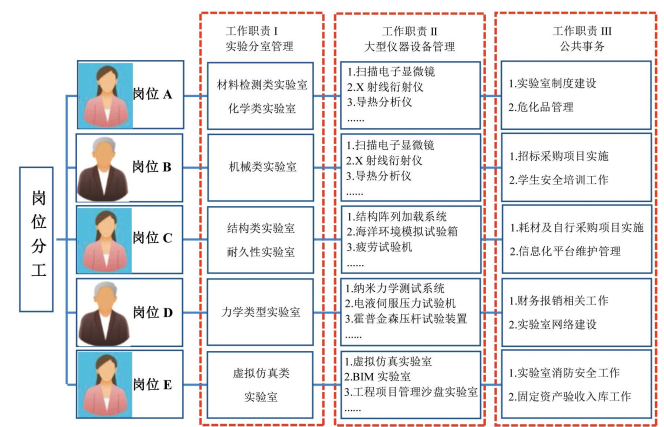 工作职责 I
实验分室管理
工作职责 II
大型仪器设备管理
工作职责 III
公共事务
岗位分工
岗位 A
材料检测类实验室
化学类实验室
1.扫描电子显微镜
2.X 射线衍射仪
3.导热分析仪
......
1.实验室制度建设
2.危化品管理
岗位 B
机械类实验室
1.扫描电子显微镜
2.X 射线衍射仪
3.导热分析仪
......
1.招标采购项目实施
2.学生安全培训工作
岗位 C
结构类实验室
耐久性实验室
1.结构阵列加载系统
2.海洋环境模拟试验箱
3.疲劳试验机
......
1.耗材及自行采购项目实施
2.信息化平台维护管理
岗位 D
力学类型实验室
1.纳米力学测试系统
2.电液伺服压力试验机
3.霍普金森压杆试验装置
......
1.财务报销相关工作
2.实验室网络建设
岗位 E
虚拟仿真类
实验室
1.虚拟仿真实验室
2.BIM 实验室
3.工程项目管理沙盘实验室
......
1.实验室消防安全工作
2.固定资产验收入库工作